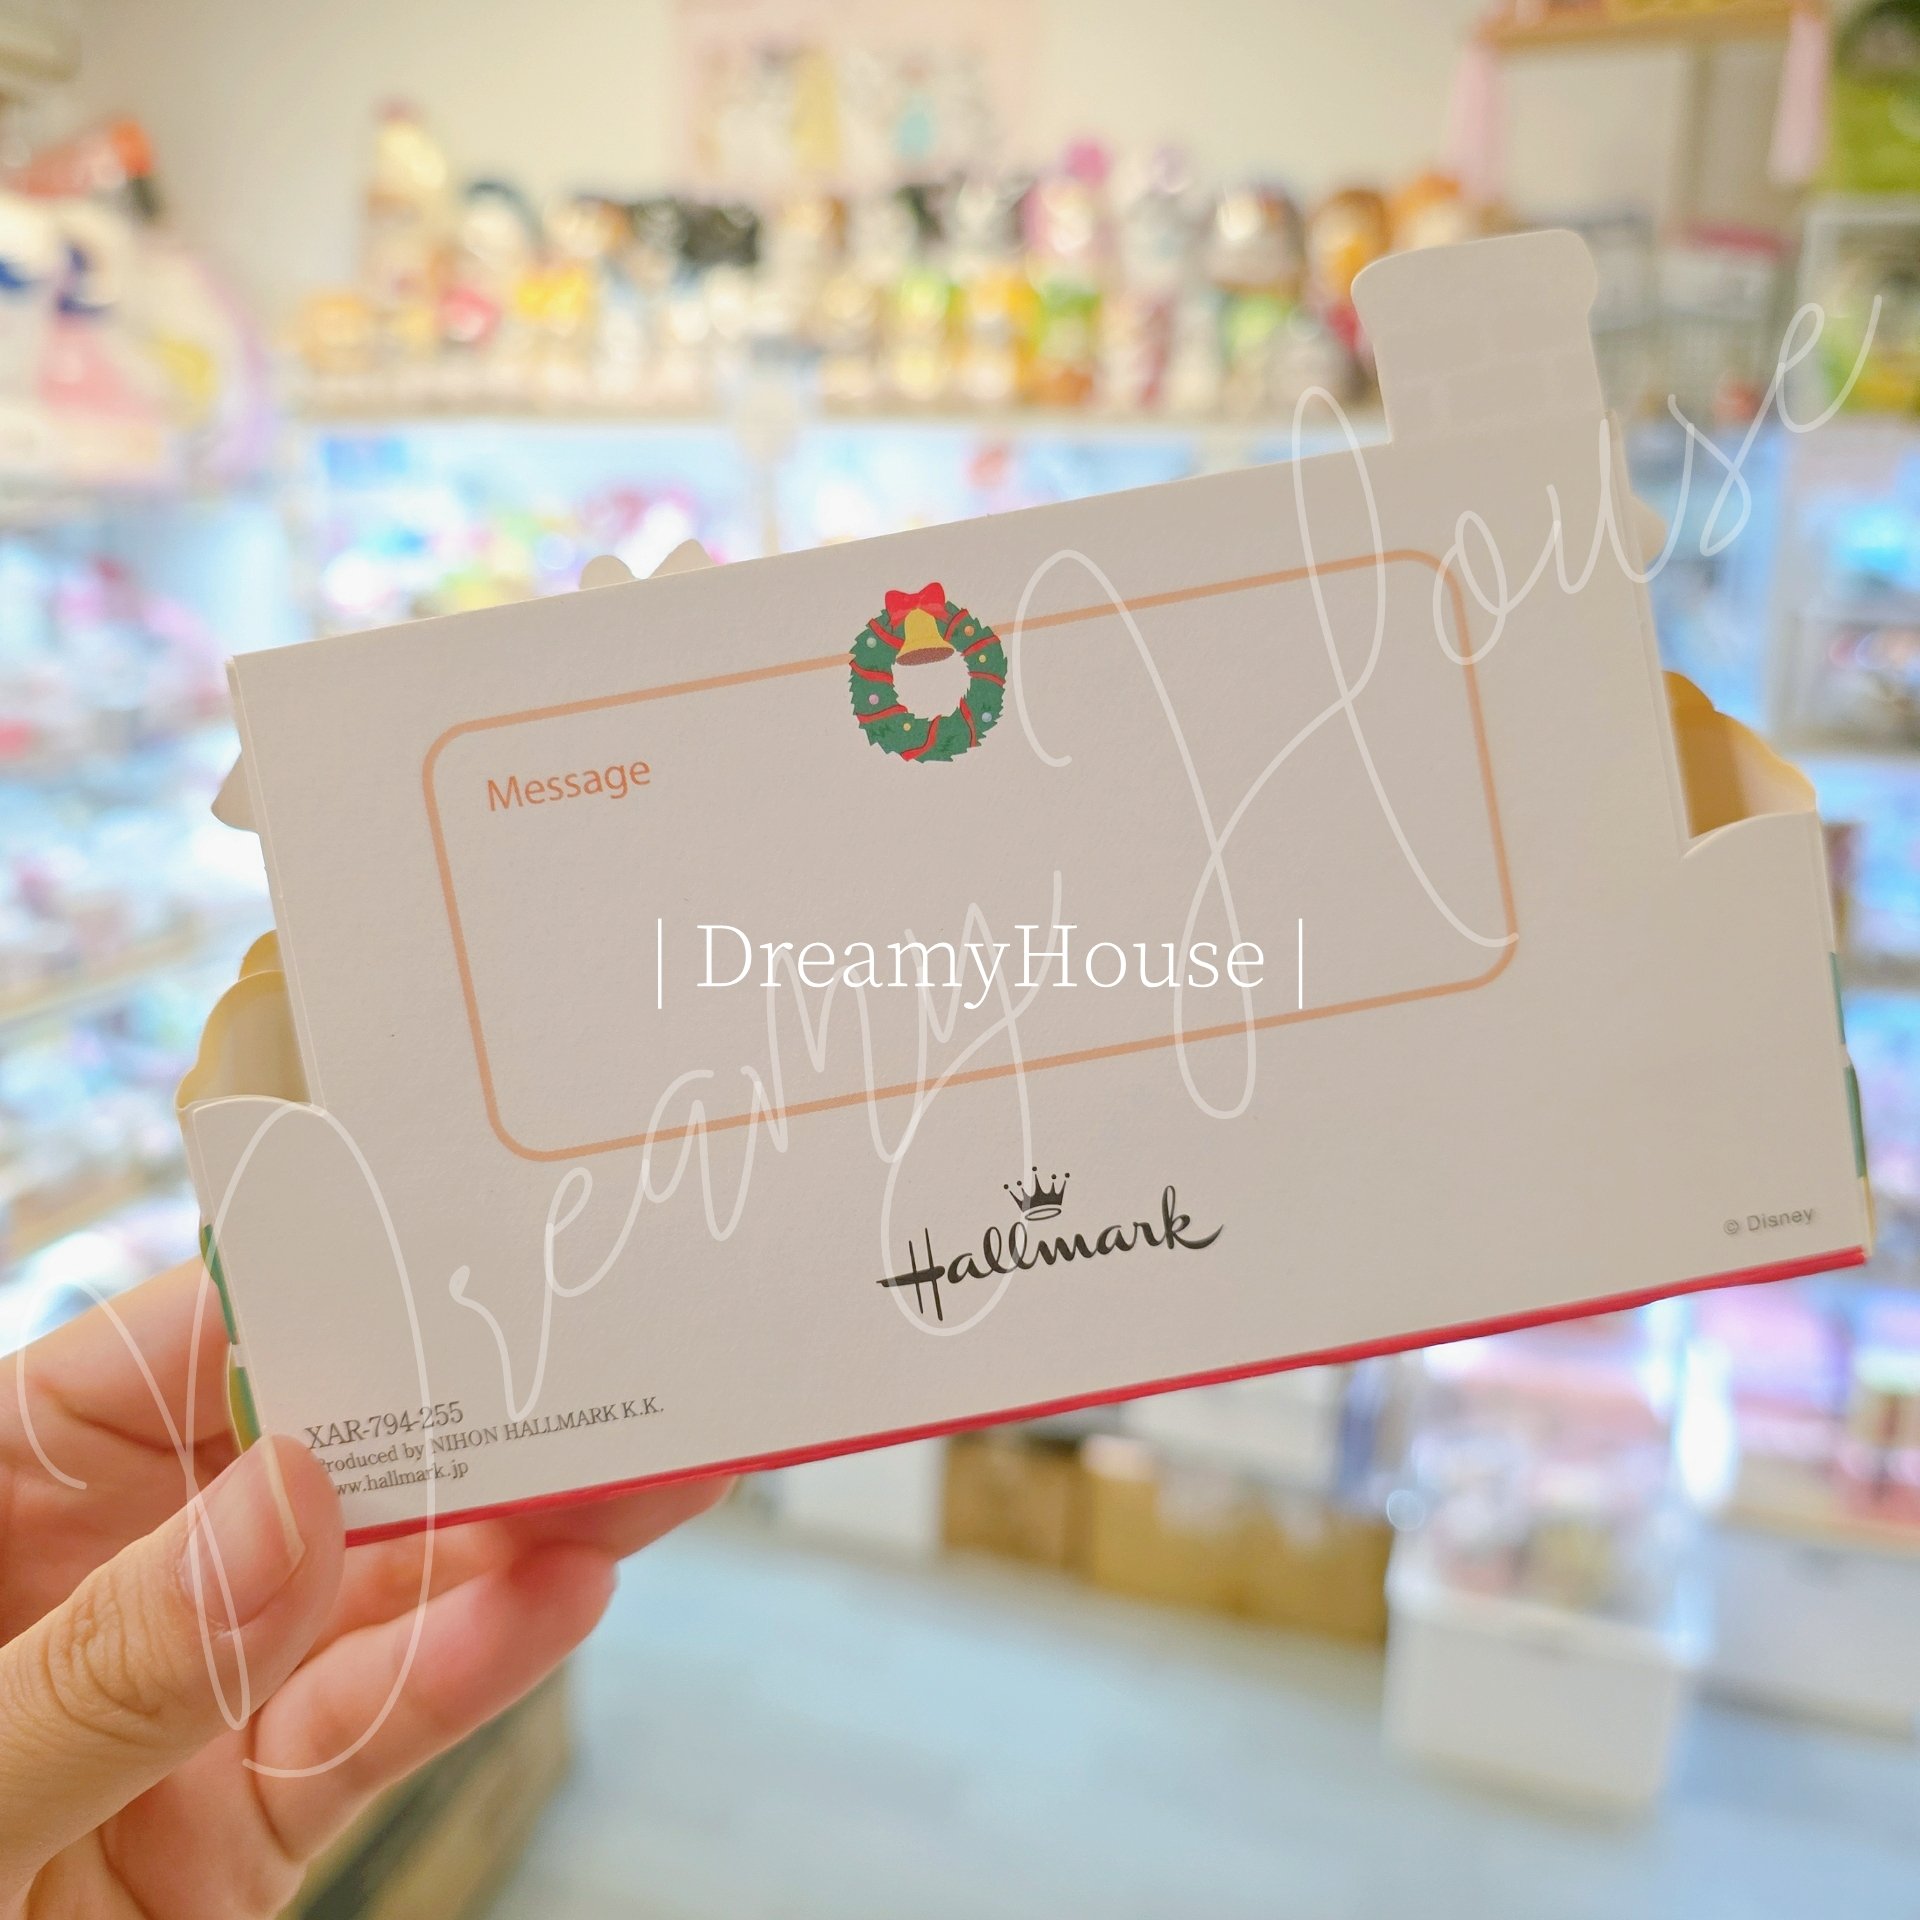 Message
| DreamyHouse |
Dreamy House
Hallmark
© Disney
XAR-794-255
Produced by NIHON HALLMARK K.K.
www.hallmark.jp